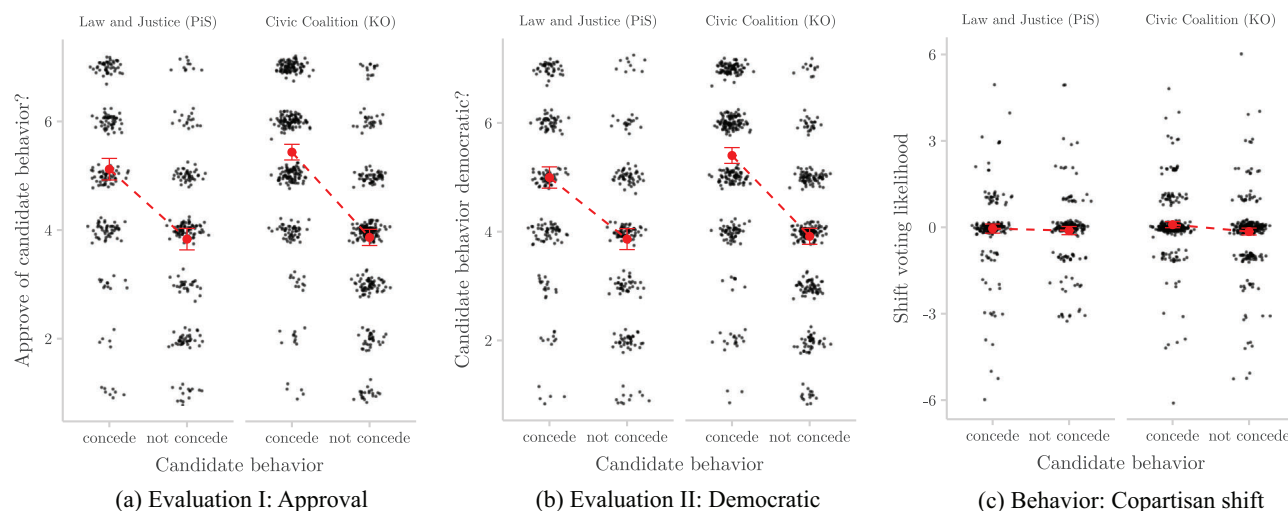 Law and Justice (PiS) Civic Coalition (KO)
Approve of candidate behavior?
6
4
2
concede not concede concede not concede
Candidate behavior
(a) Evaluation I: Approval
Law and Justice (PiS) Civic Coalition (KO)
Candidate behavior democratic?
6
4
2
concede not concede concede not concede
Candidate behavior
(b) Evaluation II: Democratic
Law and Justice (PiS) Civic Coalition (KO)
Shift voting likelihood
6
3
0
-3
-6
concede not concede concede not concede
Candidate behavior
(c) Behavior: Copartisan shift